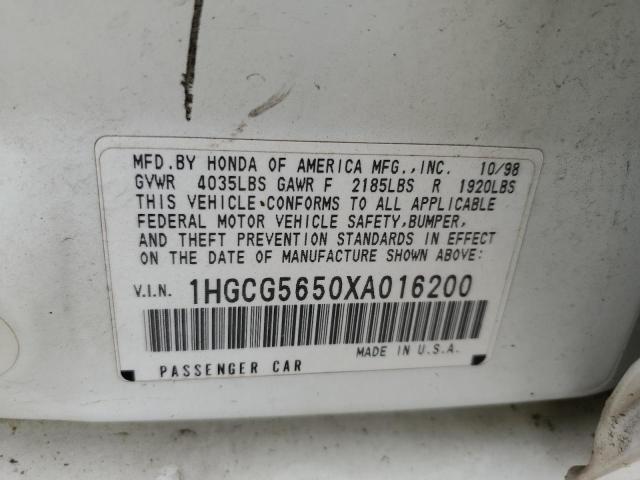 MFD.BY HONDA OF AMERICA MFG.,INC. 10/98
GVWR 4035LBS GAWR F 2185LBS R 1920LBS
THIS VEHICLE CONFORMS TO ALL APPLICABLE
FEDERAL MOTOR VEHICLE SAFETY,BUMPER,
AND THEFT PREVENTION STANDARDS IN EFFECT
ON THE DATE OF MANUFACTURE SHOWN ABOVE:
V.I.N. 1HGCG5650XA016200
PASSENGER CAR MADE IN U.S.A.